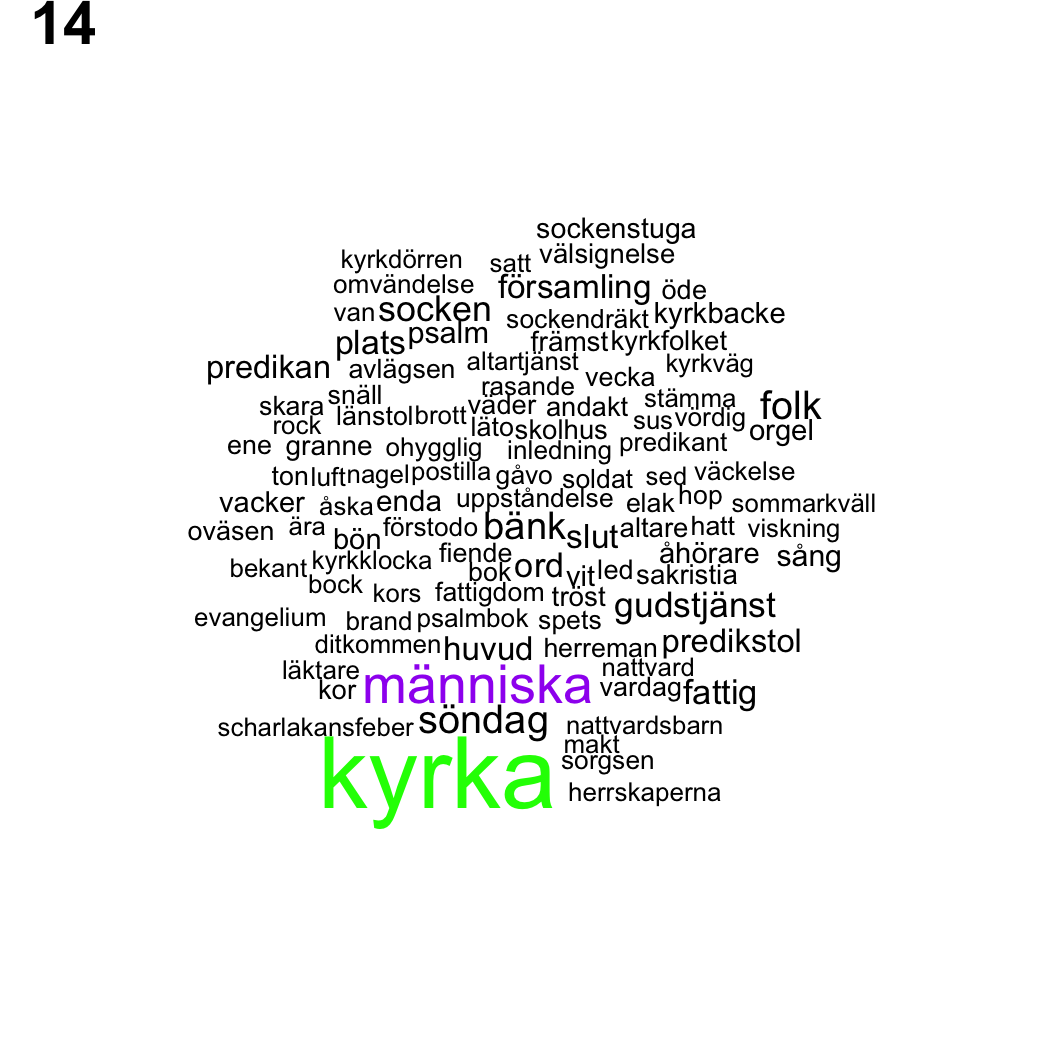 14
sockenstuga
kyrkdörren satt välsignelse
omvändelse församling öde
van socken sockendräkt kyrkbacke
plats psalm främst kyrkfolket
predikan avlägsen altartjänst vecka kyrkväg
snäll rasande stämma folk
skara länstol brott väder andakt sus vördig
rock läto skolhus predikant orgel
ene granne ohygglig inledning
ton luft nagel postilla gåvo soldat sed väckelse
vacker åska enda uppståndelse elak hop sommarkväll
oväsen ära bön förstodo bänk slut altare hatt viskning
bekant kyrkklocka fiende ord åhörare sång
bock bok vit led sakristia
kors fattigdom tröst gudstjänst
evangelium brand psalmbok spets
ditkommen huvud herreman predikstol
läktare människa nattvard
kor vardag fattig
scharlakansfeber söndag nattvardsbarn
kyrka makt
sorgsen
herrskaperna